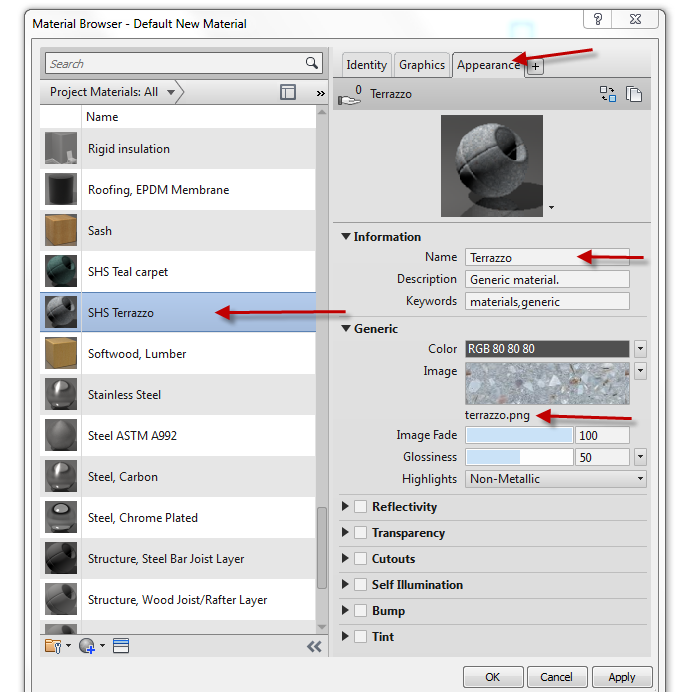 Material Browser - Default New Material
?
Search
Project Materials: All
»
Name
Rigid insulation
Roofing, EPDM Membrane
Sash
SHS Teal carpet
SHS Terrazzo
Softwood, Lumber
Stainless Steel
Steel ASTM A992
Steel, Carbon
Steel, Chrome Plated
Structure, Steel Bar Joist Layer
Structure, Wood Joist/Rafter Layer
Identity
Graphics
Appearance
+
0
Terrazzo
Information
Name
Terrazzo
Description
Generic material.
Keywords
materials,generic
Generic
Color
RGB 80 80 80
Image
terrazzo.png
Image Fade
100
Glossiness
50
Highlights
Non-Metallic
Reflectivity
Transparency
Cutouts
Self Illumination
Bump
Tint
OK
Cancel
Apply